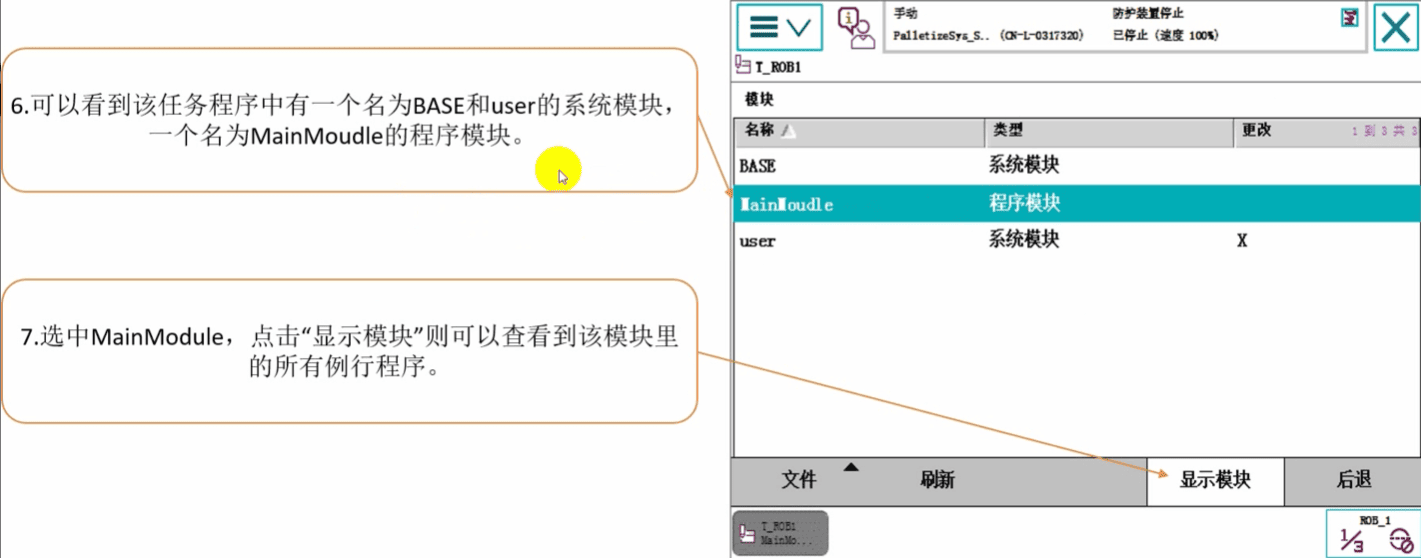 6.可以看到该任务程序中有一个名为BASE和user的系统模块，
一个名为MainMoudle的程序模块。
7.选中MainModule，点击“显示模块”则可以查看到该模块里
的所有例行程序。
手动
防护装置停止
PalletizeSys_S.. (CN-L-0317320)
已停止 (速度 100%)
T_ROB1
模块
名称
类型
更改
1 到 3 共 3
BASE
系统模块
MainMoudle
程序模块
user
系统模块
X
文件
刷新
显示模块
后退
T_ROB1
MainMo...
ROB_1
1/3